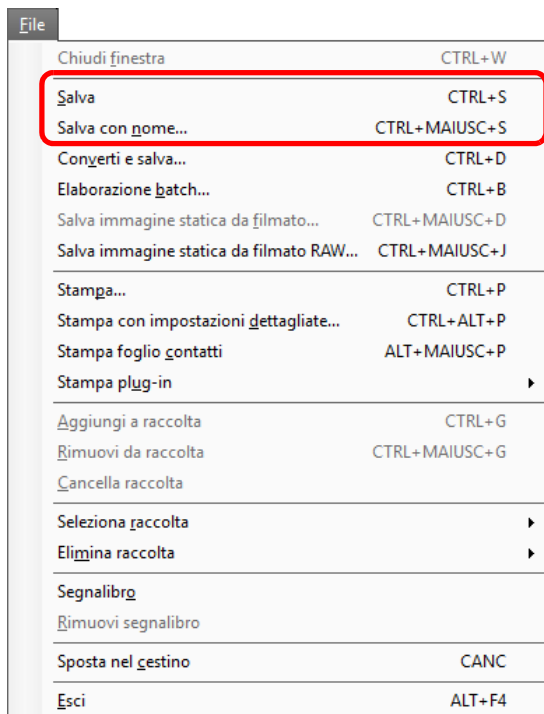 File
Chiudi finestra CTRL+W
Salva CTRL+S
Salva con nome... CTRL+MAIUSC+S
Converti e salva... CTRL+D
Elaborazione batch... CTRL+B
Salva immagine statica da filmato... CTRL+MAIUSC+D
Salva immagine statica da filmato RAW... CTRL+MAIUSC+J
Stampa... CTRL+P
Stampa con impostazioni dettagliate... CTRL+ALT+P
Stampa foglio contatti ALT+MAIUSC+P
Stampa plug-in
Aggiungi a raccolta CTRL+G
Rimuovi da raccolta CTRL+MAIUSC+G
Cancella raccolta
Seleziona raccolta
Elimina raccolta
Segnalibro
Rimuovi segnalibro
Sposta nel cestino CANC
Esci ALT+F4